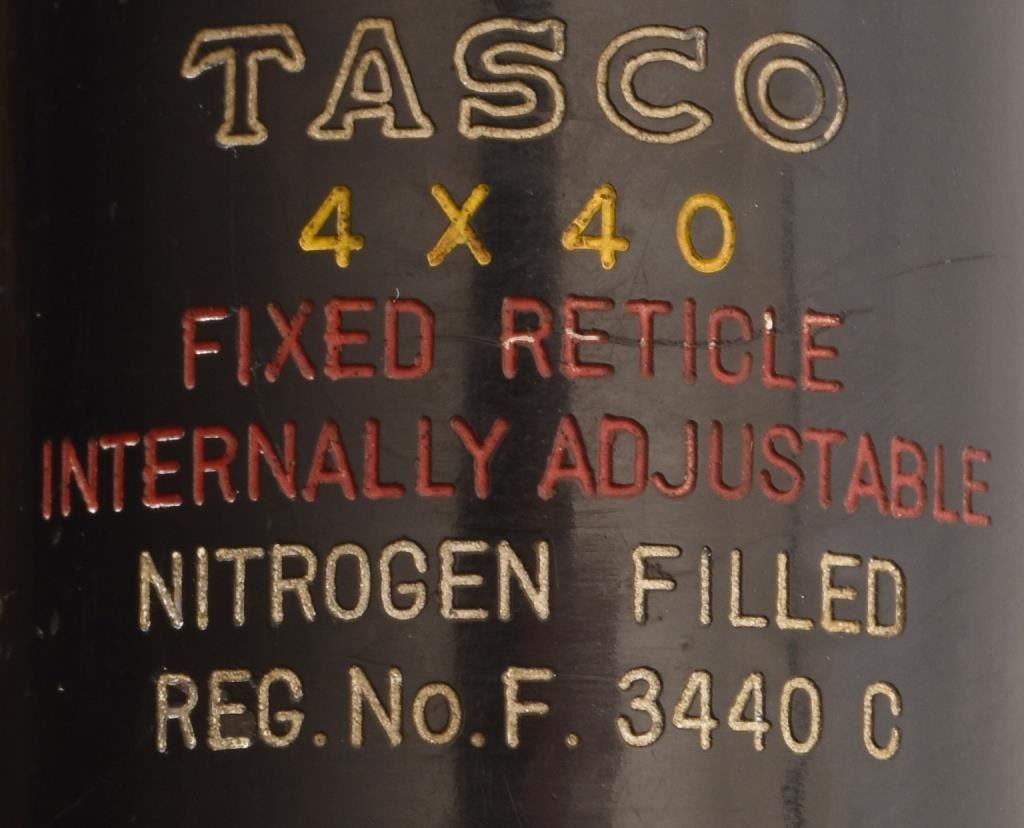 TASCO
4 X 40
FIXED RETICLE
INTERNALLY ADJUSTABLE
NITROGEN FILLED
REG. No. F. 3440 C